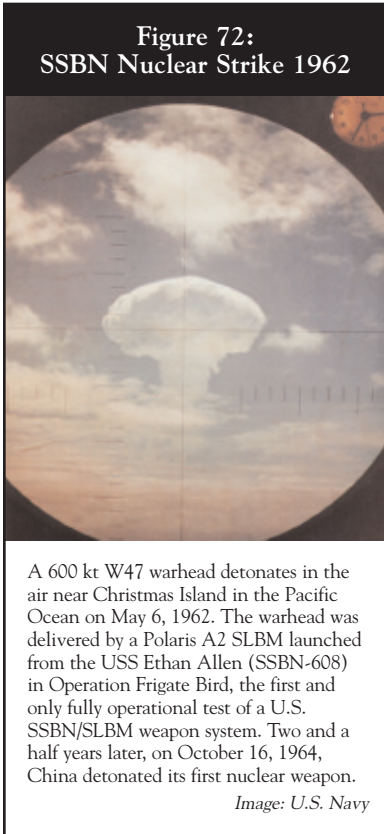 Figure 72:
SSBN Nuclear Strike 1962
A 600 kt W47 warhead detonates in the
air near Christmas Island in the Pacific
Ocean on May 6, 1962. The warhead was
delivered by a Polaris A2 SLBM launched
from the USS Ethan Allen (SSBN-608)
in Operation Frigate Bird, the first and
only fully operational test of a U.S.
SSBN/SLBM weapon system. Two and a
half years later, on October 16, 1964,
China detonated its first nuclear weapon.
Image: U.S. Navy